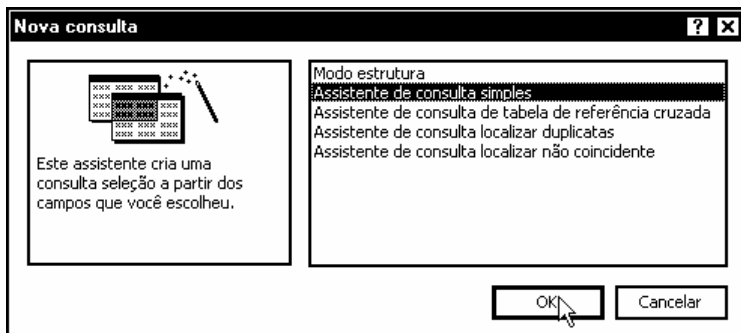 Nova consulta
Este assistente cria uma
consulta seleção a partir dos
campos que você escolheu.
Modo estrutura
Assistente de consulta simples
Assistente de consulta de tabela de referência cruzada
Assistente de consulta localizar duplicatas
Assistente de consulta localizar não coincidente
OK
Cancelar